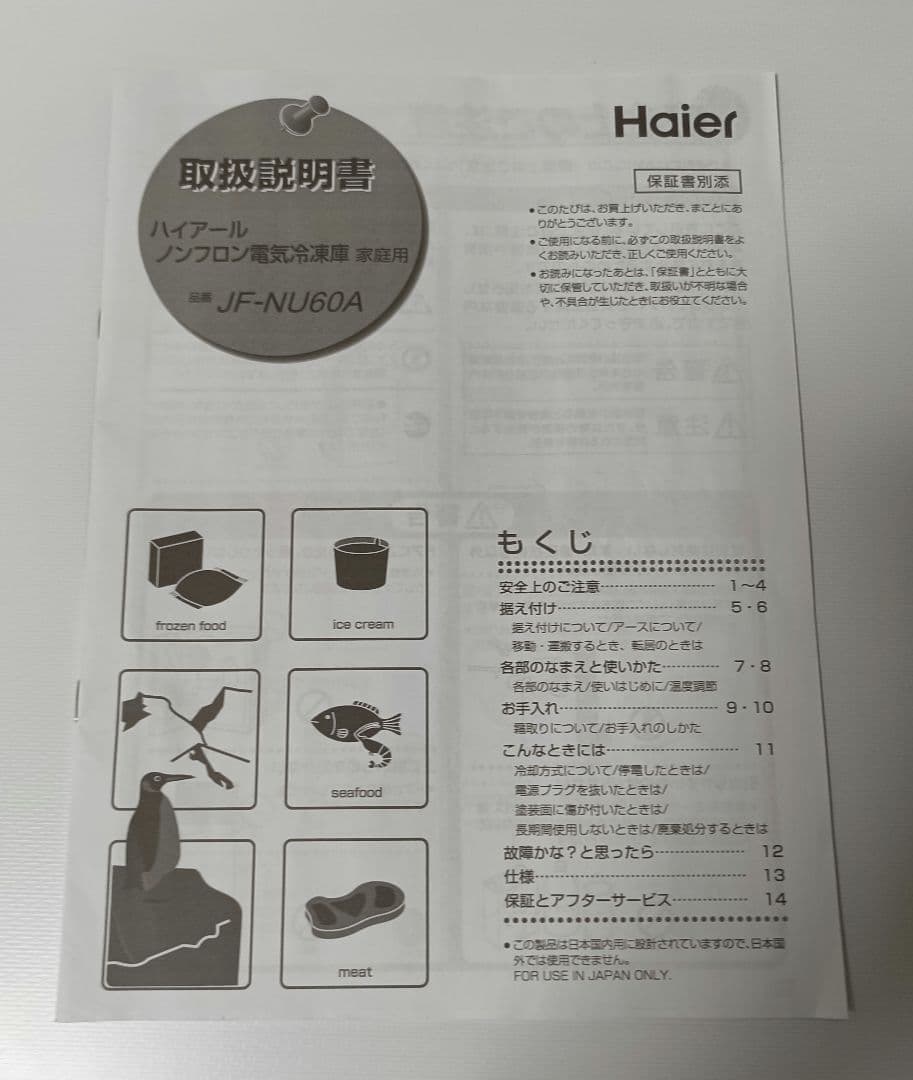 Haier
取扱説明書
保証書別添
ハイアール
ノンフロン電気冷凍庫 家庭用
品番 JF-NU60A
●このたびは、お買上げいただき、まことにあ
りがとうございます。
●ご使用になる前に、必ずこの取扱説明書をよ
くお読みいただき、正しくご使用ください。
●お読みになったあとは、「保証書」とともに大
切に保管していただき、取扱いが不明な場合
や、不具合が生じたときにお役立てください。
frozen food
ice cream
seafood
meat
もくじ
安全上のご注意 1〜4
据え付け 5・6
据え付けについて/アースについて/
移動・運搬するとき、転居のときは
各部のなまえと使いかた 7・8
各部のなまえ/使いはじめに/温度調節
お手入れ 9・10
霜取りについて/お手入れのしかた
こんなときには 11
冷却方式について/停電したときは/
電源プラグを抜いたときは/
塗装面に傷が付いたときは/
長期間使用しないときは/廃棄処分するときは
故障かな？と思ったら 12
仕様 13
保証とアフターサービス 14
●この製品は日本国内用に設計されていますので、日本国
外では使用できません。
FOR USE IN JAPAN ONLY.